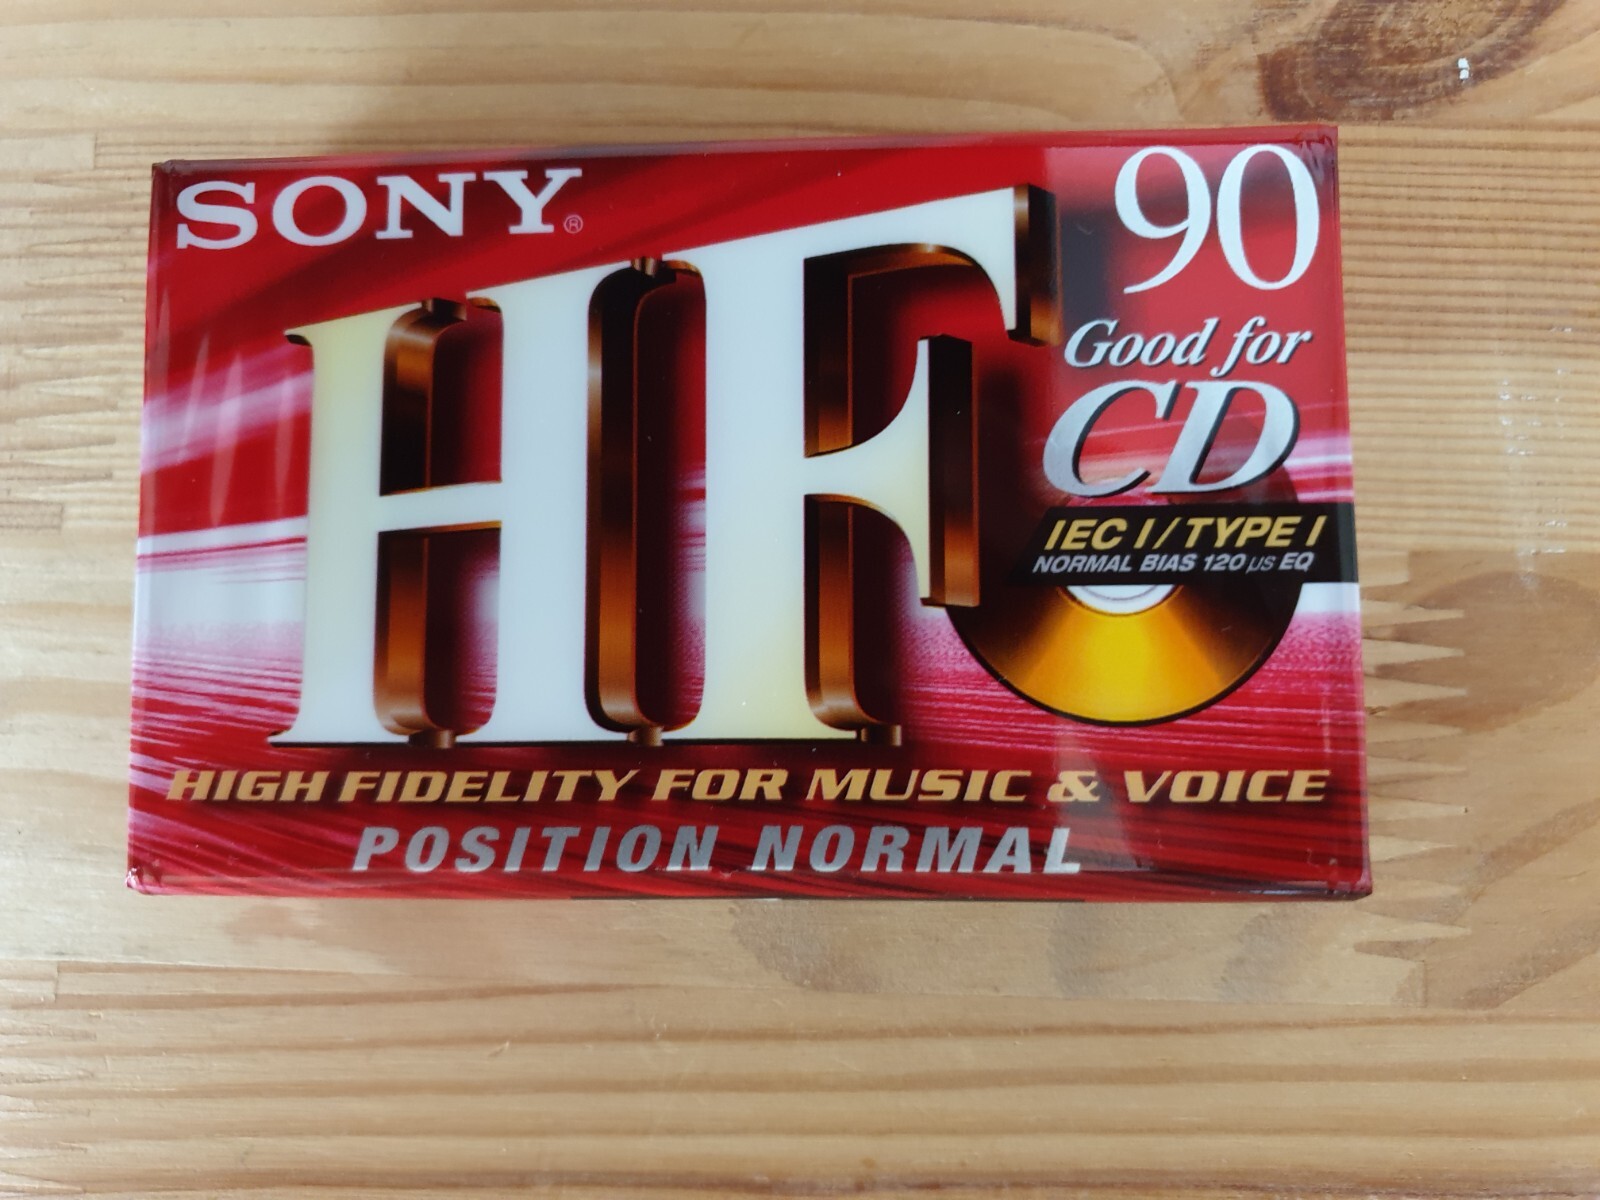 SONY®
90
HF
Good for
CD
IEC I / TYPE I
NORMAL BIAS 120 µs EQ
HIGH FIDELITY FOR MUSIC & VOICE
POSITION NORMAL